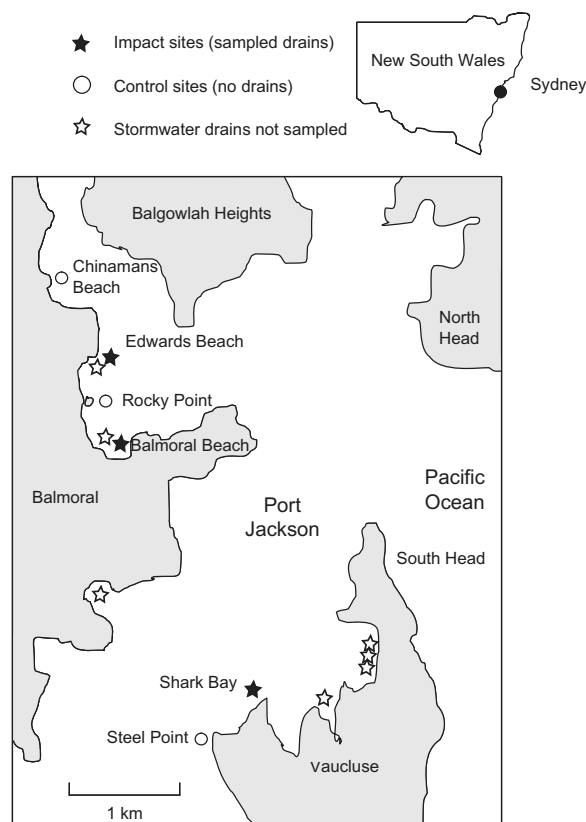 Impact sites (sampled drains)
Control sites (no drains)
Stormwater drains not sampled
New South Wales
Sydney
Balgowlah Heights
Chinamans
Beach
North
Head
Edwards Beach
Rocky Point
Balmoral Beach
Balmoral
Pacific
Ocean
Port
Jackson
South Head
Shark Bay
Steel Point
Vaucluse
1 km